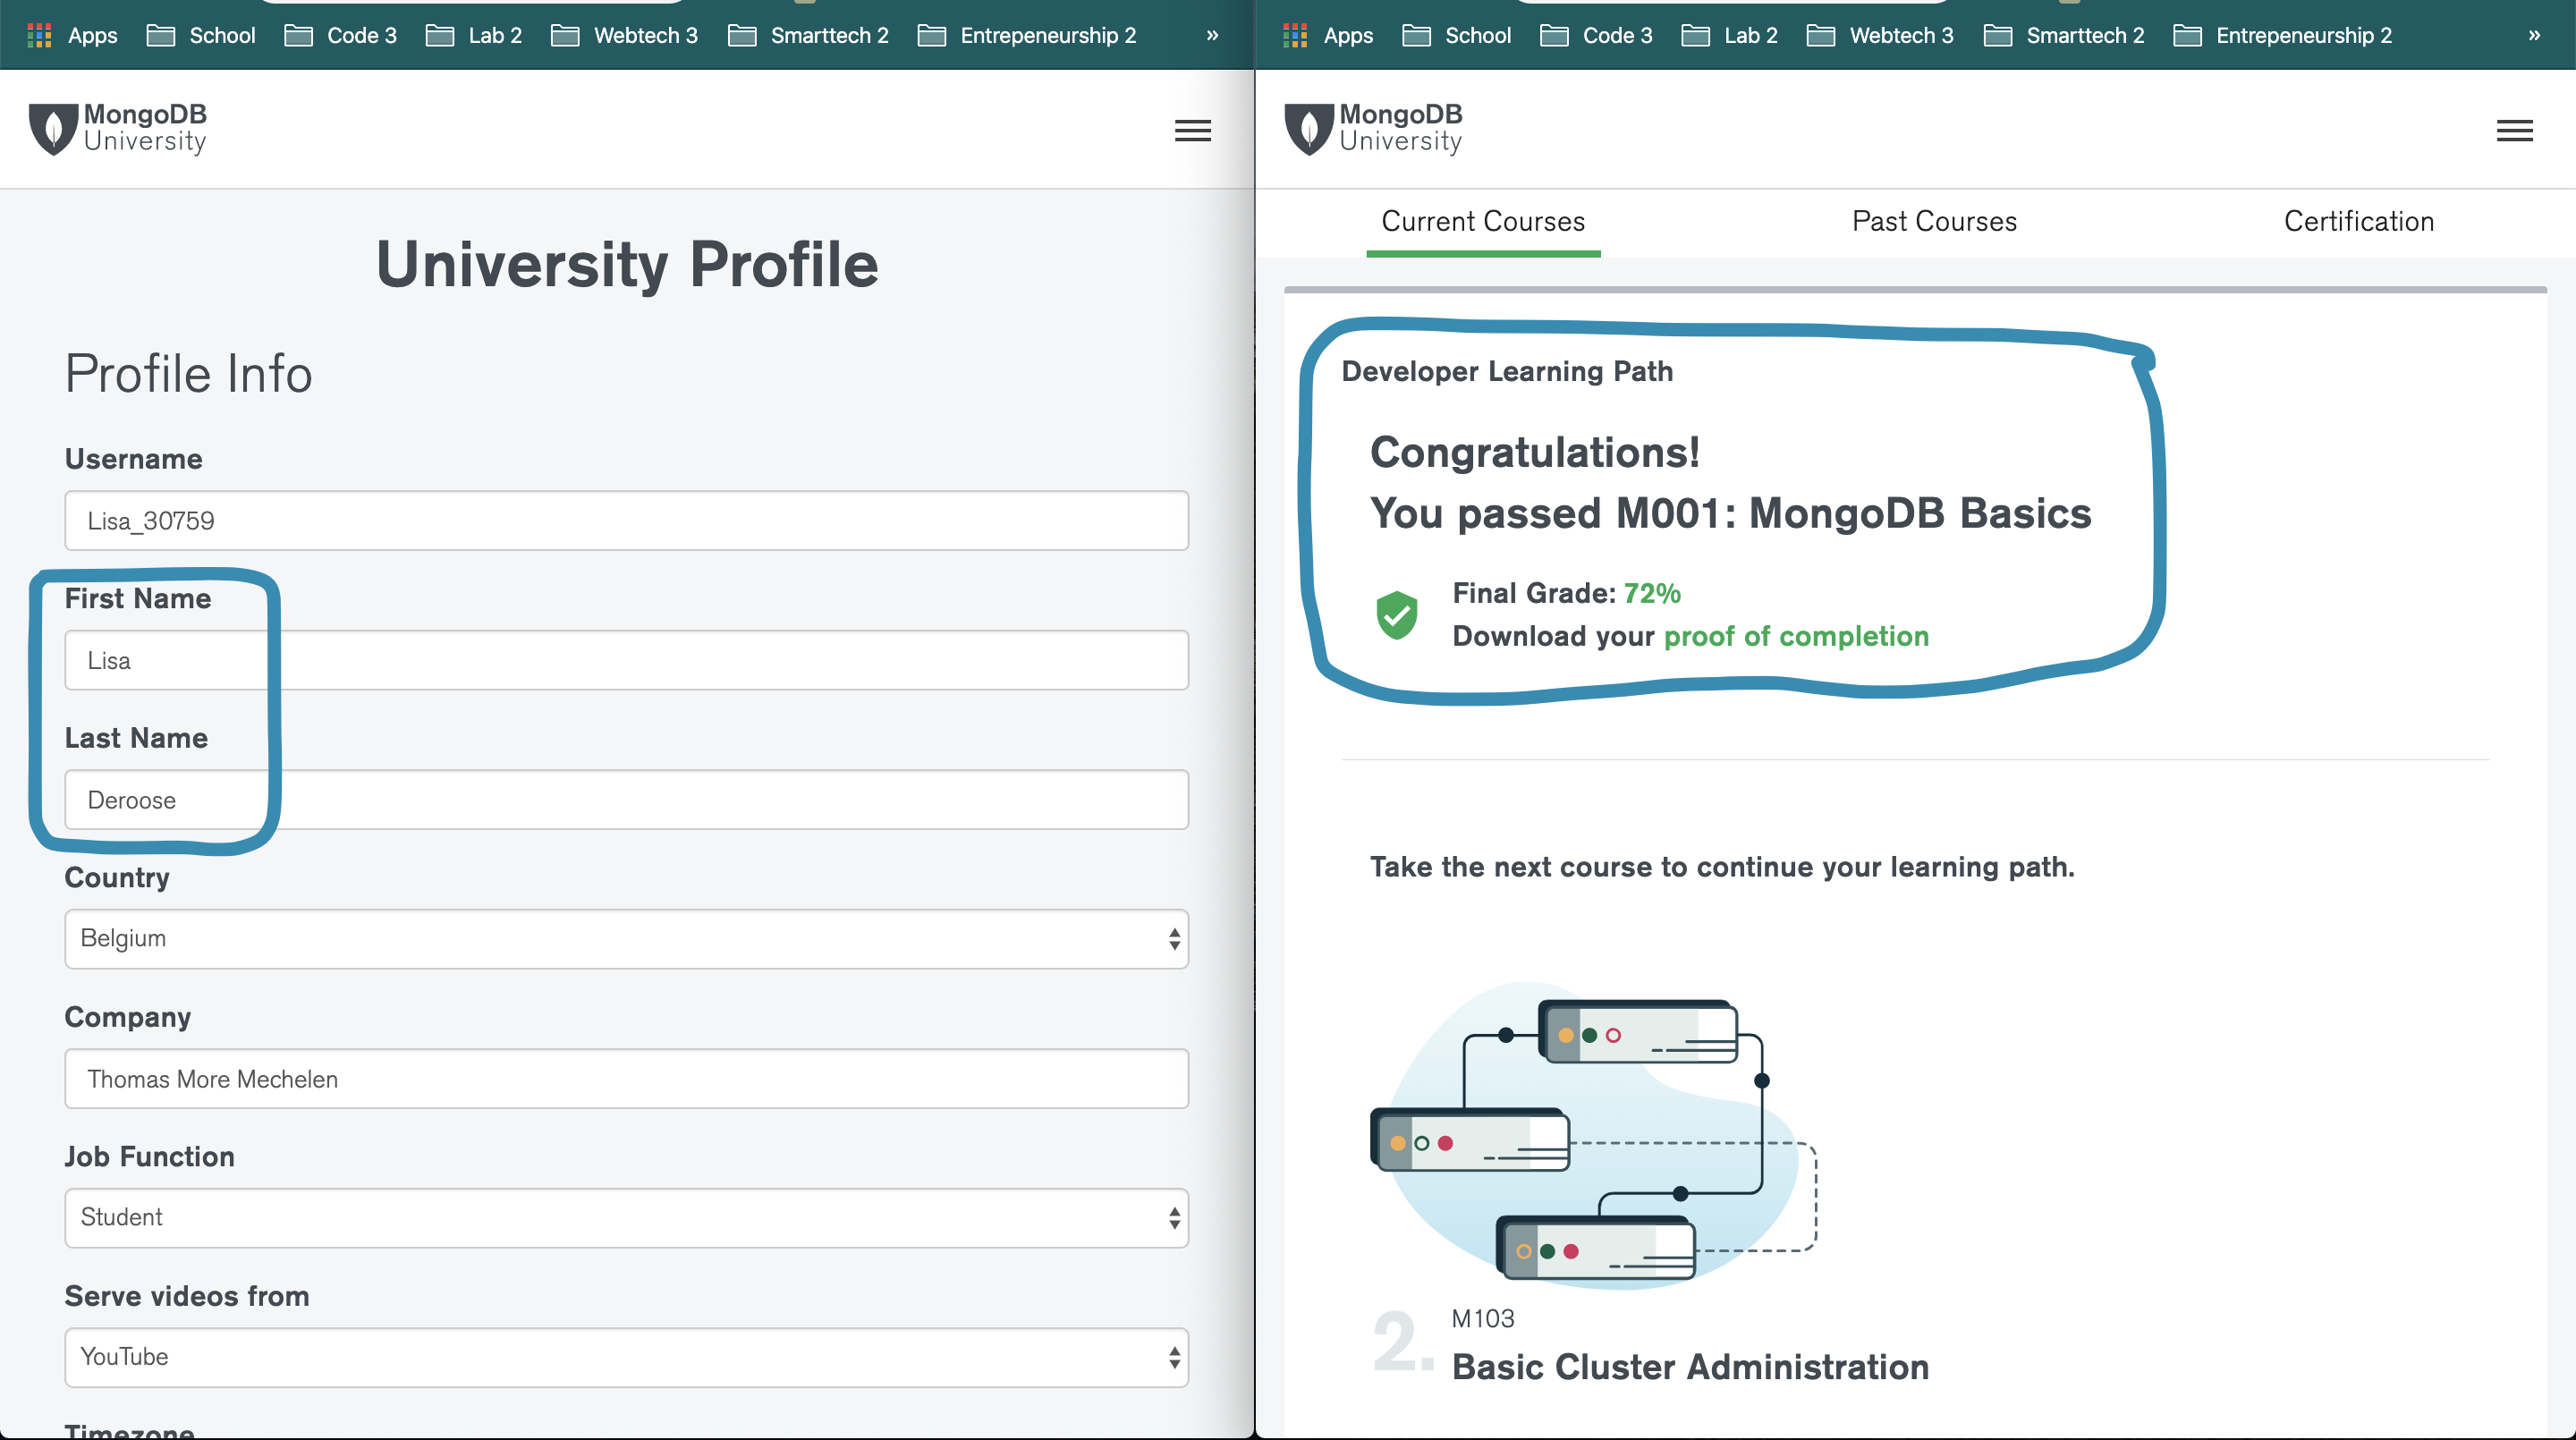 Apps School Code 3 Lab 2 Webtech 3 Smarttech 2 Entrepeneurship 2 »
MongoDB
University
University Profile
Profile Info
Username
Lisa_30759
First Name
Lisa
Last Name
Deroose
Country
Belgium
Company
Thomas More Mechelen
Job Function
Student
Serve videos from
YouTube
Timezone
Apps School Code 3 Lab 2 Webtech 3 Smarttech 2 Entrepeneurship 2 »
MongoDB
University
Current Courses Past Courses Certification
Developer Learning Path
Congratulations!
You passed M001: MongoDB Basics
Final Grade: 72%
Download your proof of completion
Take the next course to continue your learning path.
M103
2. Basic Cluster Administration